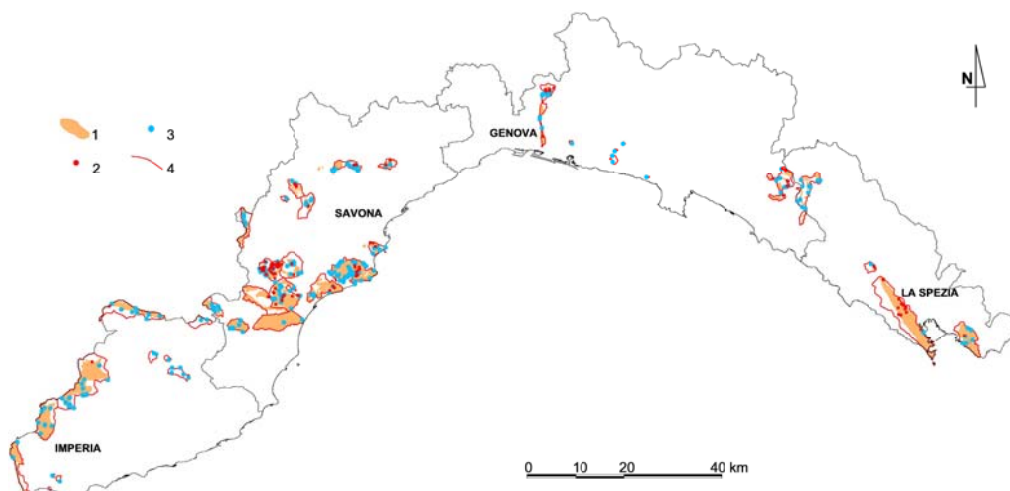 N
GENOVA
1 3
2 4
SAVONA
LA SPEZIA
IMPERIA
0 10 20 40 km